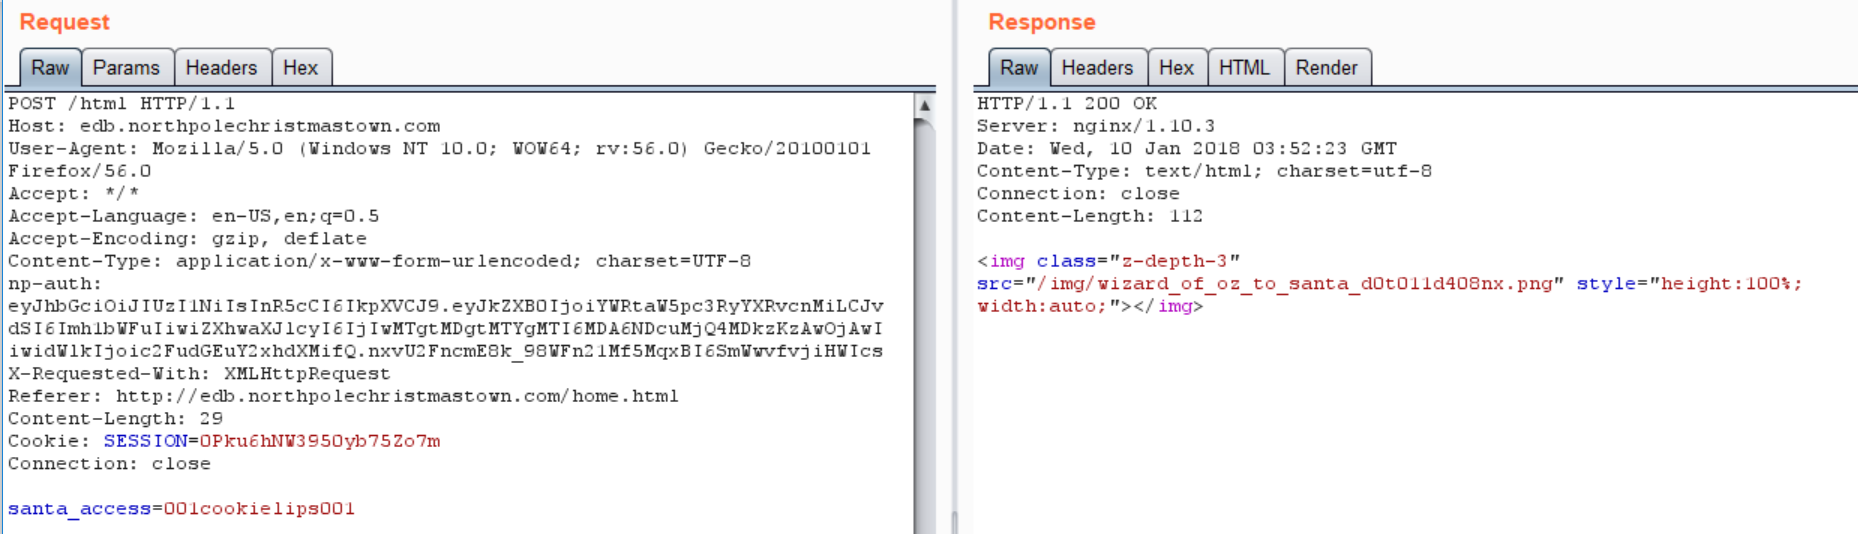 Request
Raw Params Headers Hex
POST /html HTTP/1.1
Host: edb.northpolechristmastown.com
User-Agent: Mozilla/5.0 (Windows NT 10.0; WOW64; rv:56.0) Gecko/20100101
Firefox/56.0
Accept: */*
Accept-Language: en-US,en;q=0.5
Accept-Encoding: gzip, deflate
Content-Type: application/x-www-form-urlencoded; charset=UTF-8
np-auth:
eyJhbGciOiJIUzI1NiIsInR5cCI6IkpXVCJ9.eyJkZXB0IjoiYWRtaW5pc3RyYXRvcnMiLCJv
dSI6Imh1bWFuIiwiZXhwaXJlcyI6IjIwMTgtMDgtMTYgMTI6MDA6NDcuMjQ4MDkzKzAwOjAwI
iwidWlkIjoic2FudGEuY2xhdXMifQ.nxvU2FncmE8k_98WFn21Mf5MqxBI6SmWwvfvjiHWIcs
X-Requested-With: XMLHttpRequest
Referer: http://edb.northpolechristmastown.com/home.html
Content-Length: 29
Cookie: SESSION=0Pku6hNW3950yb75Zo7m
Connection: close
santa_access=001cookielips001
Response
Raw Headers Hex HTML Render
HTTP/1.1 200 OK
Server: nginx/1.10.3
Date: Wed, 10 Jan 2018 03:52:23 GMT
Content-Type: text/html; charset=utf-8
Connection: close
Content-Length: 112
<img class="z-depth-3"
src="/img/wizard_of_oz_to_santa_d0t011d408nx.png" style="height:100%;
width:auto;"></img>